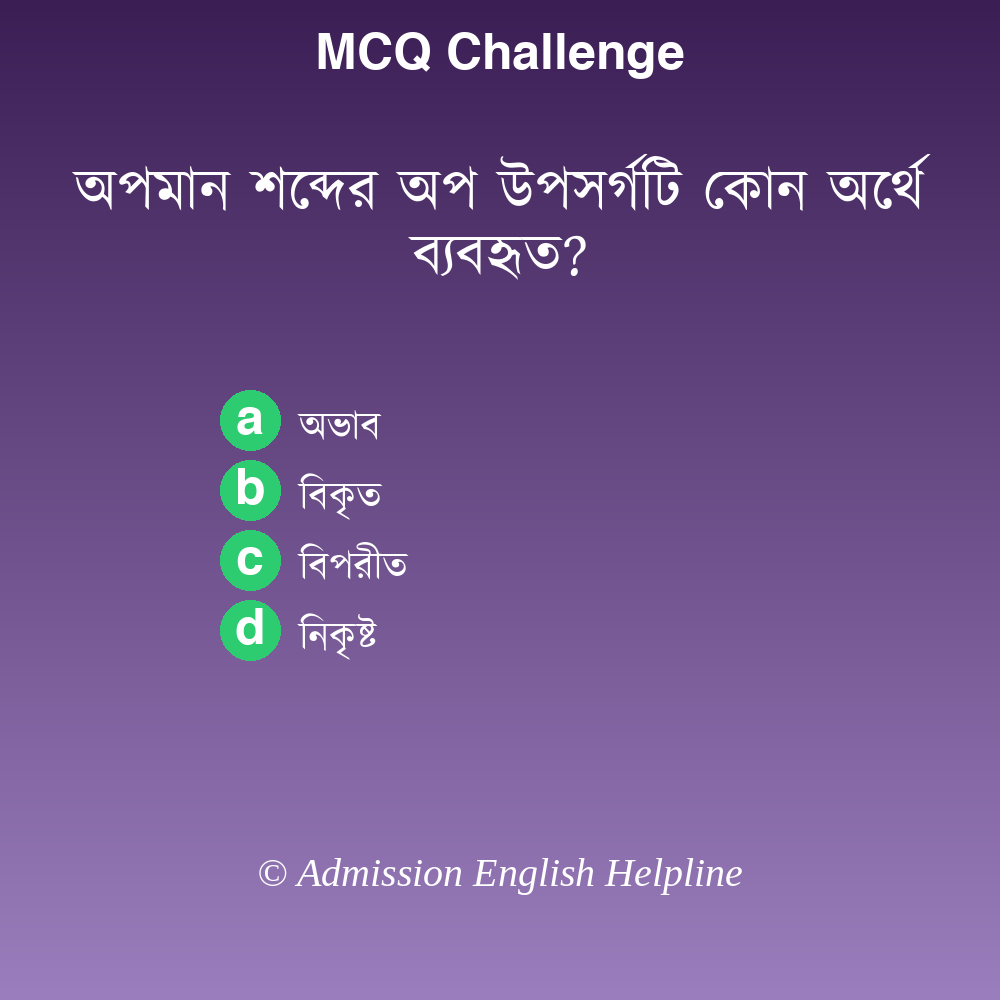 MCQ Challenge
অপমান শব্দের অপ উপসর্গটি কোন অর্থে
ব্যবহৃত?
a অভাব
b বিকৃত
c বিপরীত
d নিকৃষ্ট
© Admission English Helpline